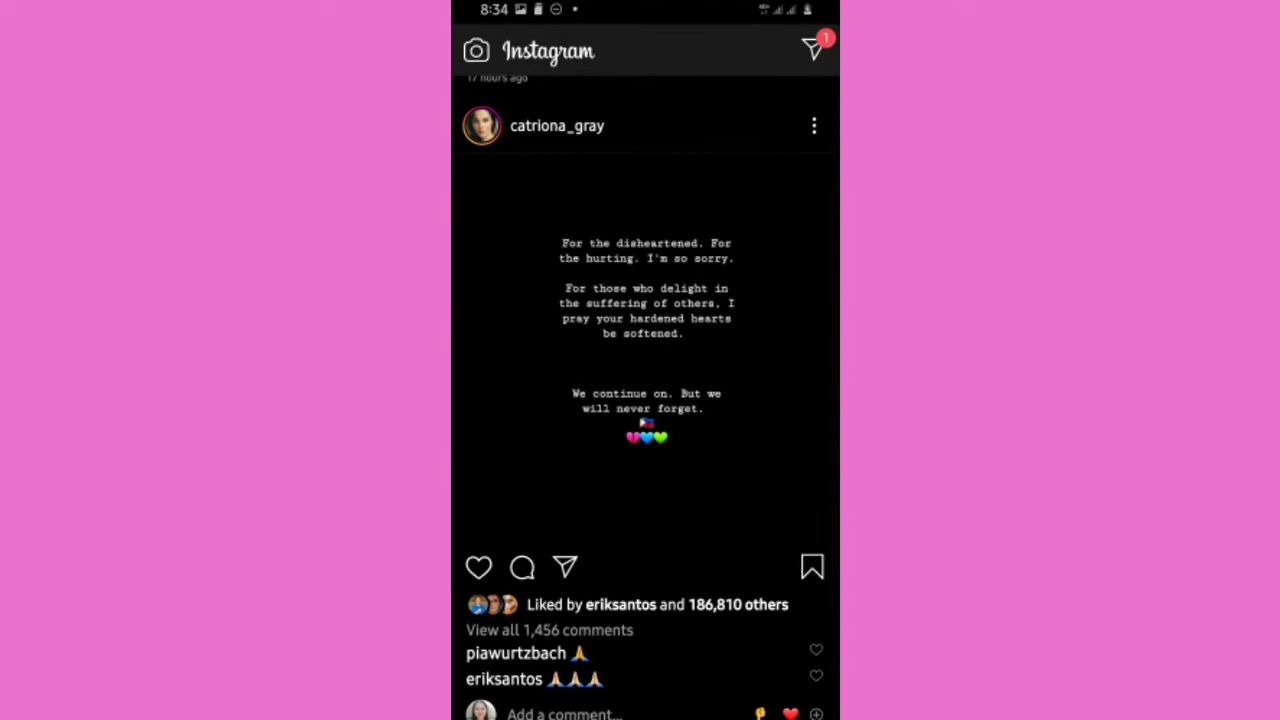 8:34
Instagram
1
17 hours ago
catriona_gray
For the disheartened. For
the hurting. I'm so sorry.
For those who delight in
the suffering of others, I
pray your hardened hearts
be softened.
We continue on. But we
will never forget.
🇵🇭
💔💙💚
Liked by eriksantos and 186,810 others
View all 1,456 comments
piawurtzbach 🙏
eriksantos 🙏🏻🙏🏻🙏🏻
Add a comment...